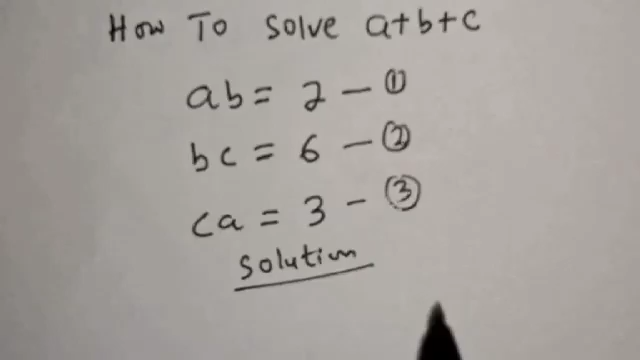 How To Solve a+b+c
ab = 2 — ①
bc = 6 — ②
ca = 3 — ③
Solution